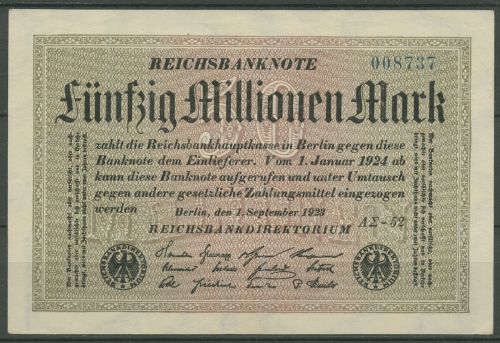 REICHSBANKNOTE 008737
Fünfzig Millionen Mark
zahlt die Reichsbankhauptkasse in Berlin gegen diese
Banknote dem Einlieferer. Vom 1. Januar 1924 ab
kann diese Banknote aufgerufen und unter Umtausch
gegen andere gesetzliche Zahlungsmittel eingezogen
werden
Berlin, den 1. September 1923
REICHSBANKDIREKTORIUM ΛΣ-52
50